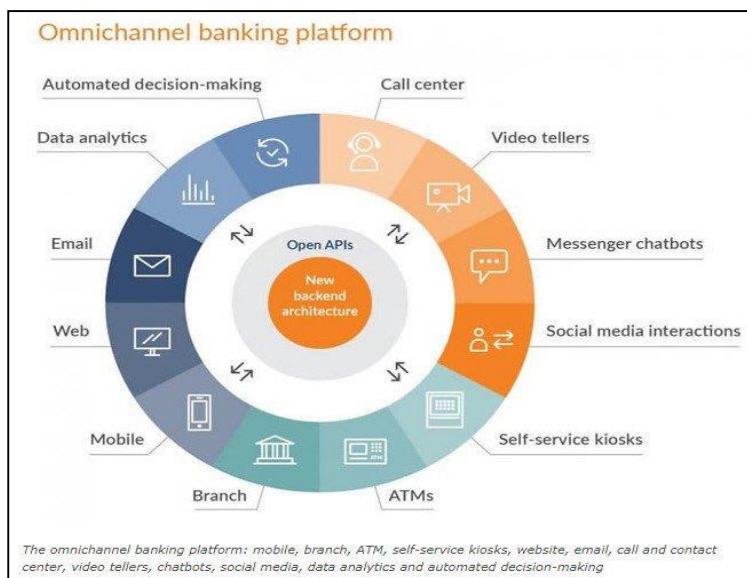 Omnichannel banking platform
Automated decision-making
Call center
Data analytics
Video tellers
Email
Open APIs
Messenger chatbots
New
backend
architecture
Web
Social media interactions
Mobile
Self-service kiosks
Branch
ATM
ATMs
The omnichannel banking platform: mobile, branch, ATM, self-service kiosks, website, email, call and contact
center, video tellers, chatbots, social media, data analytics and automated decision-making